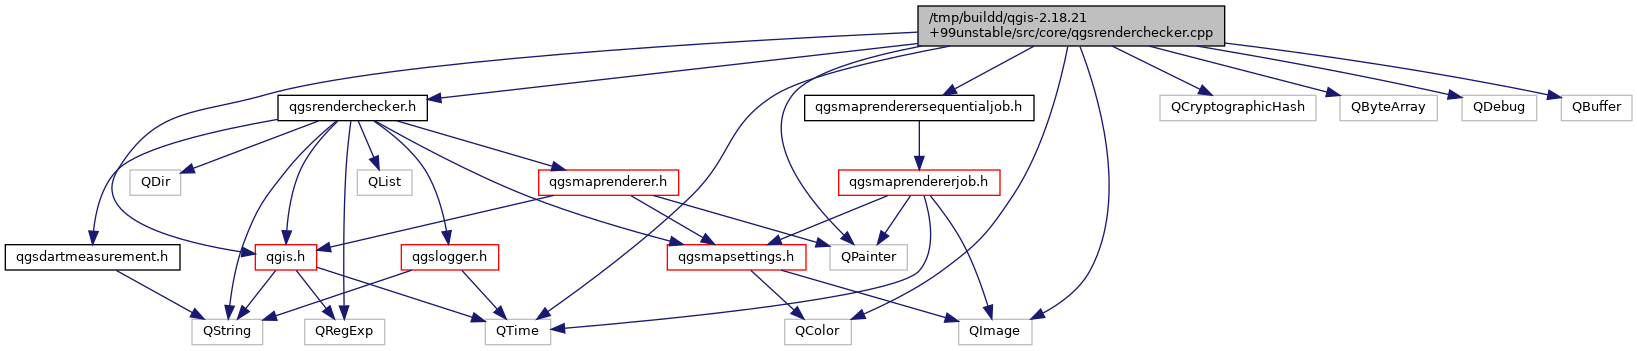 /tmp/buildd/qgis-2.18.21
+99unstable/src/core/qgsrenderchecker.cpp
qgsrenderchecker.h
qgsmaprenderersequentialjob.h
QCryptographicHash
QByteArray
QDebug
QBuffer
QDir
QList
qgsmaprenderer.h
qgsmaprendererjob.h
qgsdartmeasurement.h
qgis.h
qgslogger.h
qgsmapsettings.h
QPainter
QString
QRegExp
QTime
QColor
QImage